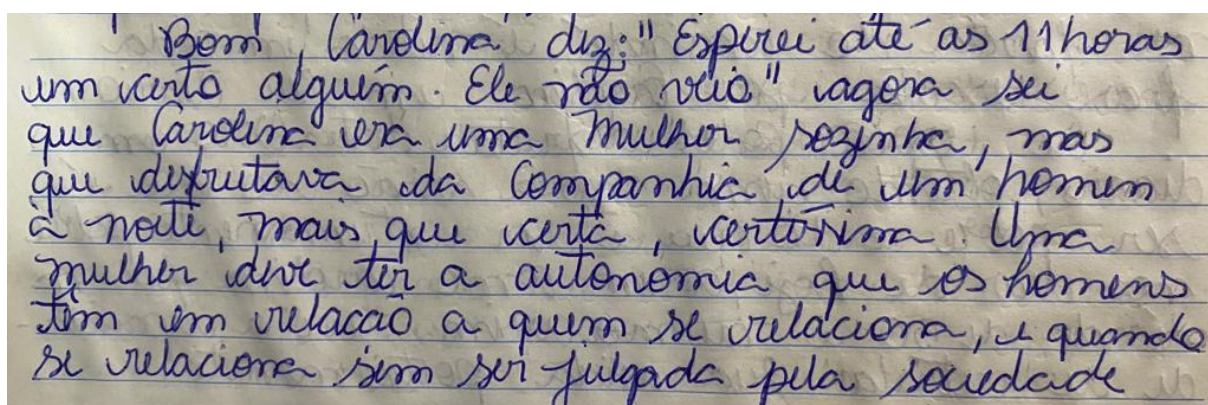 Bom, Carolina diz: " Esperei até as 11 horas
um certo alguém. Ele não veio" agora sei
que Carolina era uma mulher sozinha, mas
que desfrutava da Companhia de um homem
à noite, mais que certa, certíssima. Uma
mulher deve ter a autonomia que os homens
têm em relação a quem se relaciona, e quando
se relaciona sem ser julgada pela sociedade